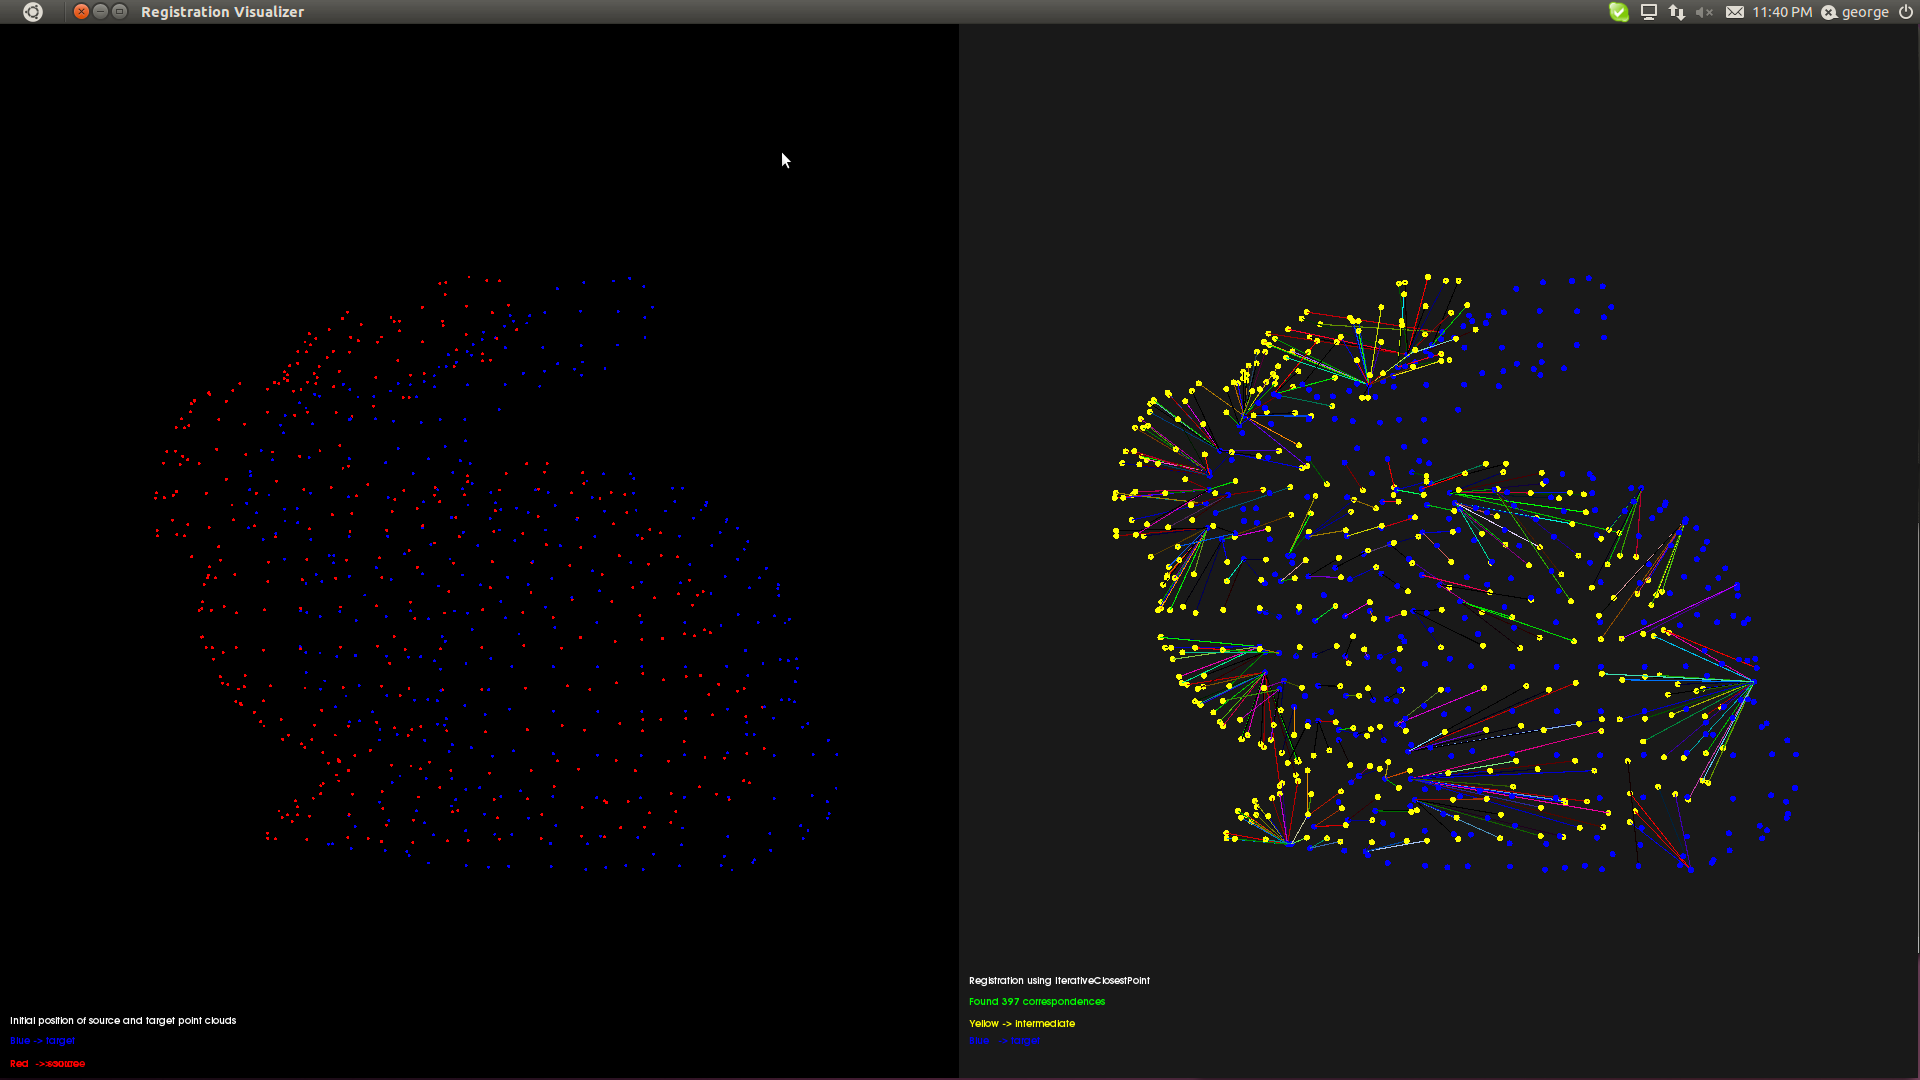 Registration Visualizer
11:40 PM george
Initial position of source and target point clouds
Blue -> target
Red -> source
Registration using IterativeClosestPoint
Found 397 correspondences
Yellow -> intermediate
Blue -> target